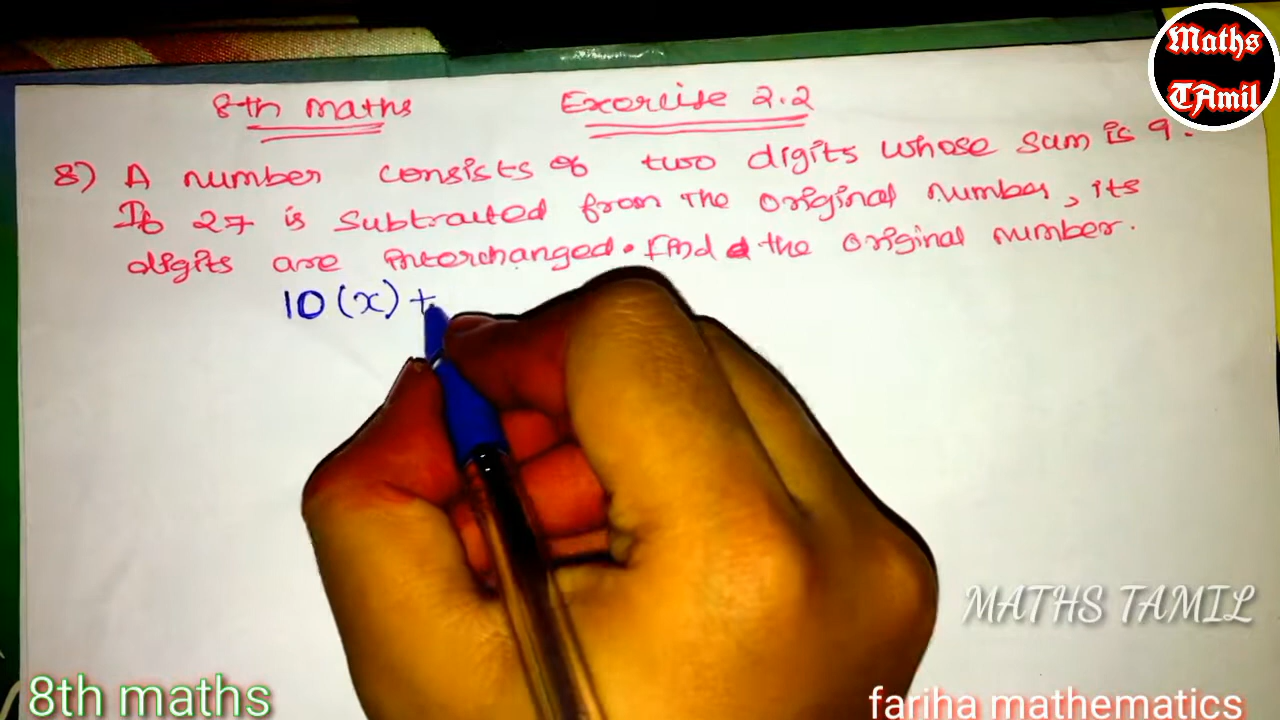 Maths
TAmil
8th maths Exercise 2.2
8) A number consists of two digits whose sum is 9.
If 27 is subtracted from The original number, its
digits are interchanged. find the original number.
10(x)+
MATHS TAMIL
8th maths
fariha mathematics